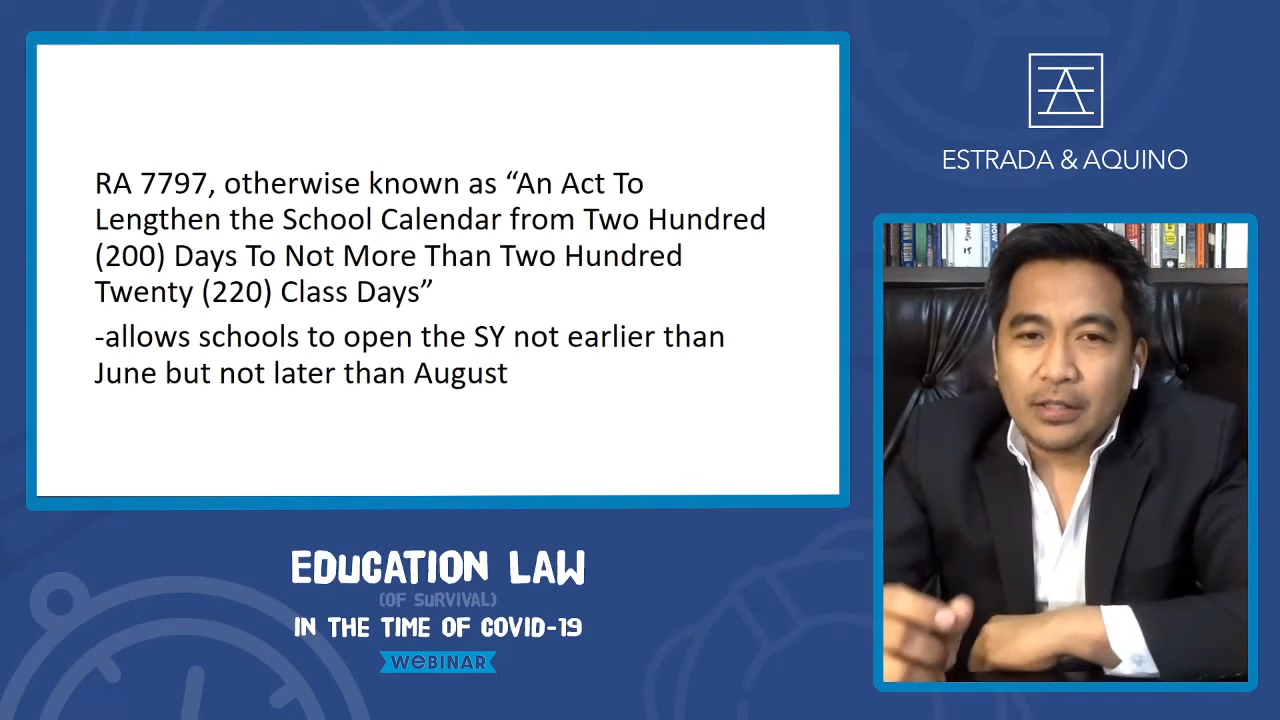 RA 7797, otherwise known as “An Act To
Lengthen the School Calendar from Two Hundred
(200) Days To Not More Than Two Hundred
Twenty (220) Class Days”
-allows schools to open the SY not earlier than
June but not later than August
ESTRADA & AQUINO
EDUCATION LAW
(OF SURVIVAL)
IN THE TIME OF COVID-19
WEBINAR